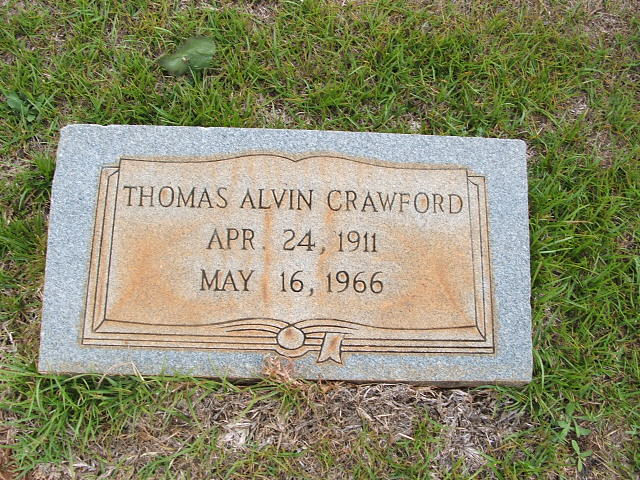 THOMAS ALVIN CRAWFORD
APR. 24, 1911
MAY 16, 1966